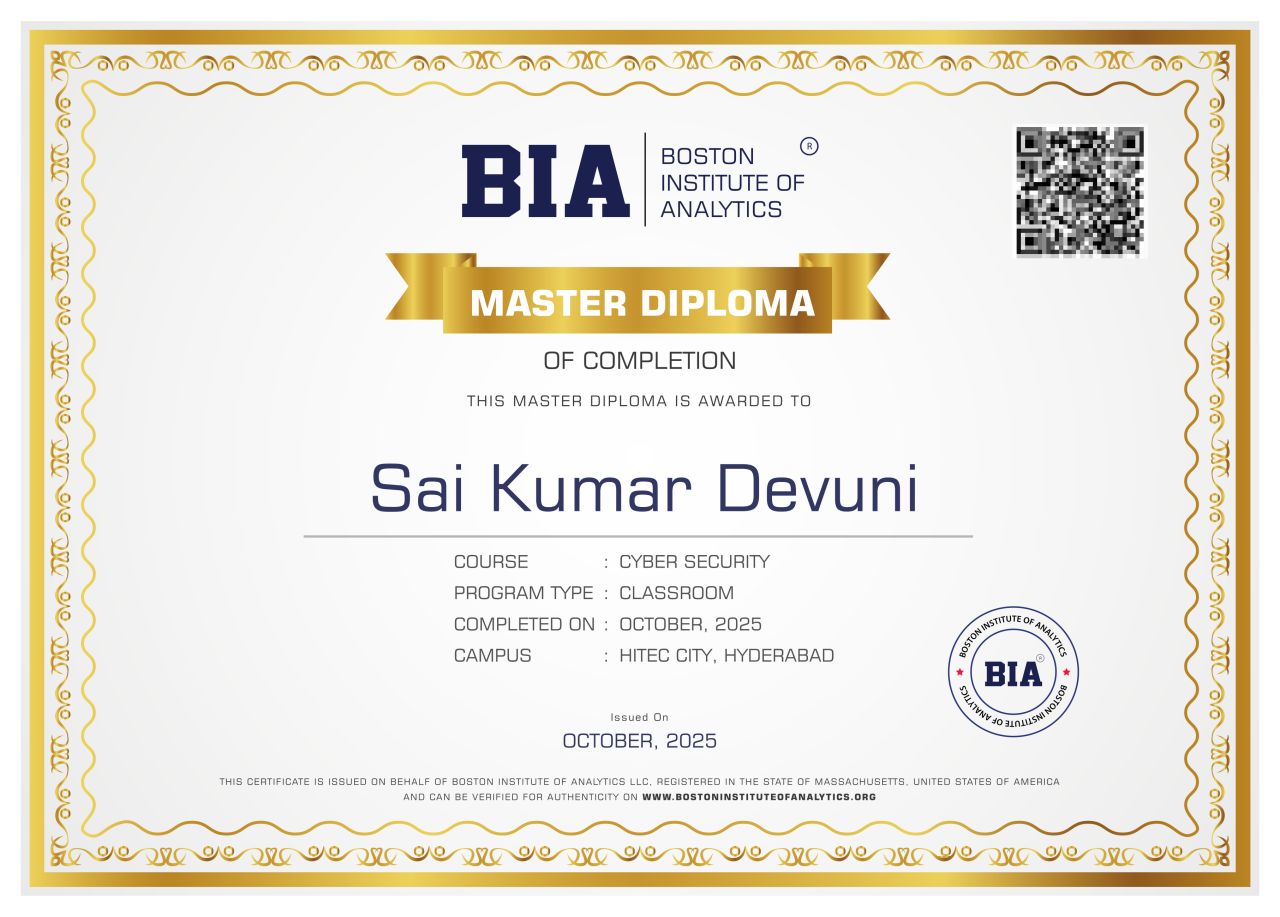 BIA
BOSTON
INSTITUTE OF
ANALYTICS
®
MASTER DIPLOMA
OF COMPLETION
THIS MASTER DIPLOMA IS AWARDED TO
Sai Kumar Devuni
COURSE : CYBER SECURITY
PROGRAM TYPE : CLASSROOM
COMPLETED ON : OCTOBER, 2025
CAMPUS : HITEC CITY, HYDERABAD
BOSTON INSTITUTE OF ANALYTICS
BIA ®
BOSTON INSTITUTE OF ANALYTICS
Issued On
OCTOBER, 2025
THIS CERTIFICATE IS ISSUED ON BEHALF OF BOSTON INSTITUTE OF ANALYTICS LLC, REGISTERED IN THE STATE OF MASSACHUSETTS, UNITED STATES OF AMERICA
AND CAN BE VERIFIED FOR AUTHENTICITY ON WWW.BOSTONINSTITUTEOFANALYTICS.ORG